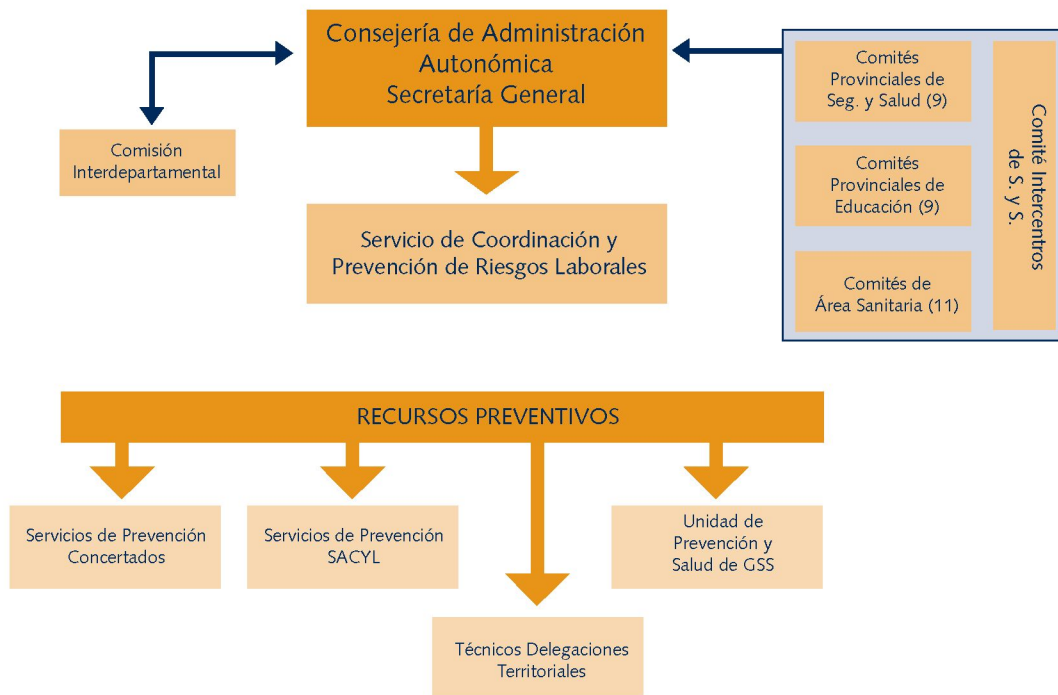 Consejería de Administración
Autonómica
Secretaría General
Comisión
Interdepartamental
Servicio de Coordinación y
Prevención de Riesgos Laborales
Comités
Provinciales de
Seg. y Salud (9)
Comités
Provinciales de
Educación (9)
Comités de
Área Sanitaria (11)
Comité Intercentros
de S. y S.
RECURSOS PREVENTIVOS
Servicios de Prevención
Concertados
Servicios de Prevención
SACYL
Técnicos Delegaciones
Territoriales
Unidad de
Prevención y
Salud de GSS